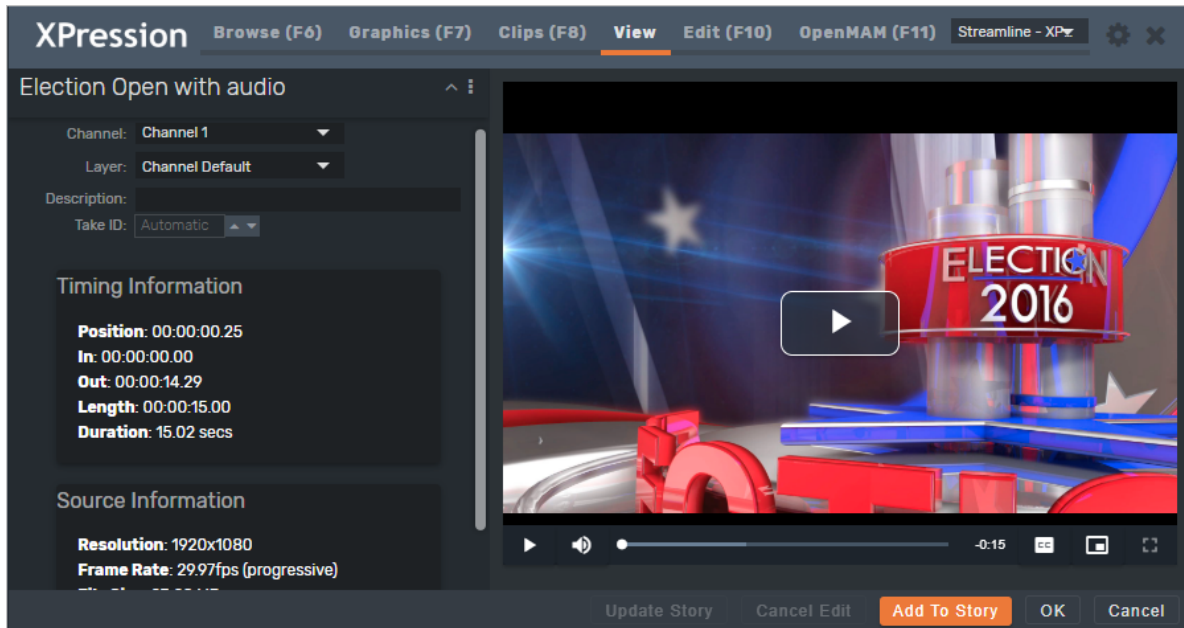 XPression Browse (F6) Graphics (F7) Clips (F8) View Edit (F10) OpenMAM (F11) Streamline - XP
Election Open with audio
Channel: Channel 1
Layer: Channel Default
Description:
Take ID: Automatic
Timing Information
Position: 00:00:00.25
In: 00:00:00.00
Out: 00:00:14.29
Length: 00:00:15.00
Duration: 15.02 secs
Source Information
Resolution: 1920x1080
Frame Rate: 29.97fps (progressive)
ELECTION
2016
-0:15 CC
Update Story Cancel Edit Add To Story OK Cancel